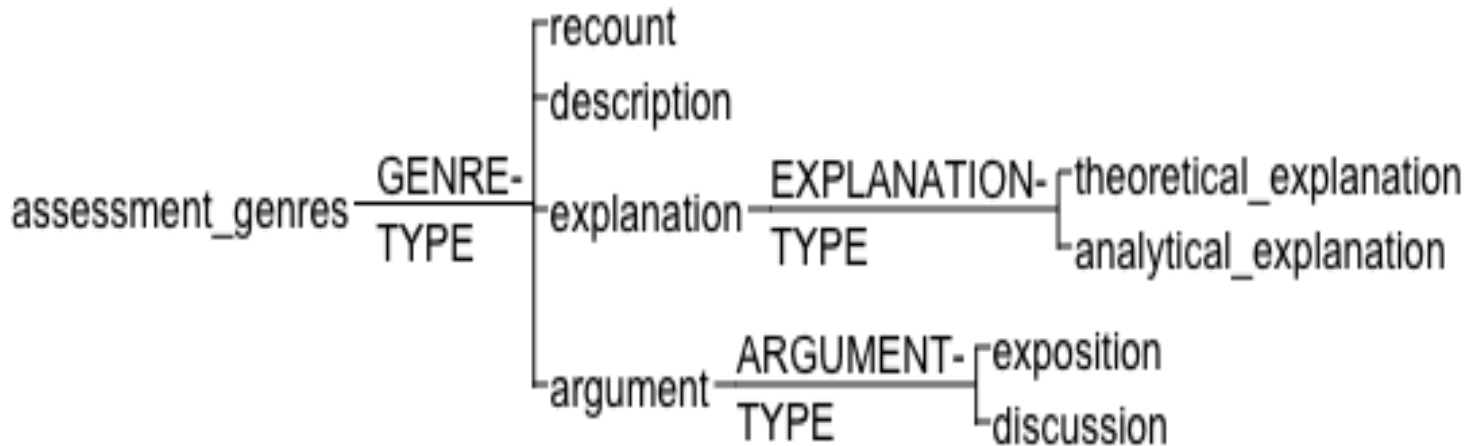 recount
description
GENRE-
EXPLANATION-
theoretical_explanation
assessment_genres
explanation
TYPE
TYPE
analytical_explanation
ARGUMENT-
exposition
argument
TYPE
discussion